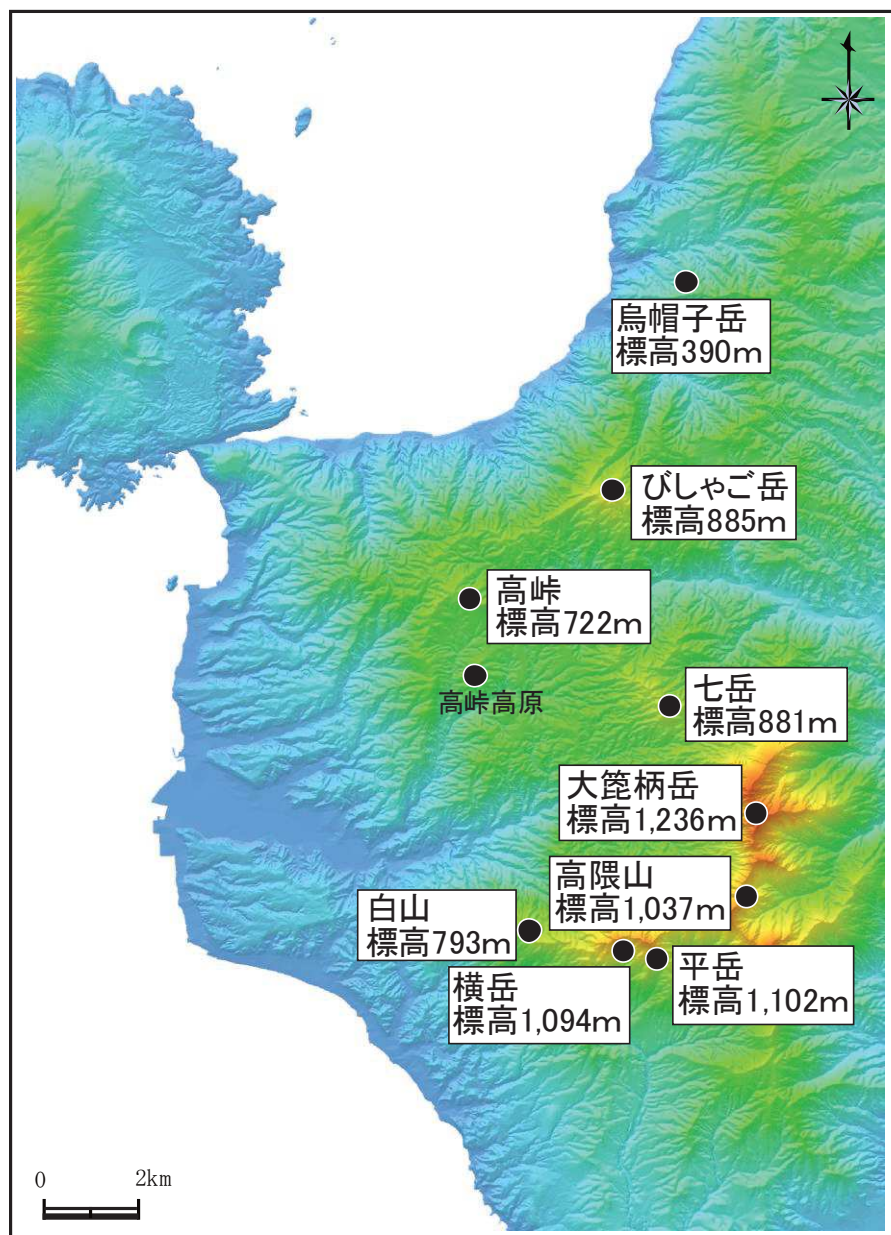 烏帽子岳
標高390m
びしゃご岳
標高885m
高峠
標高722m
高峠高原
七岳
標高881m
大箆柄岳
標高1,236m
高隈山
標高1,037m
白山
標高793m
横岳
標高1,094m
平岳
標高1,102m
0 2km